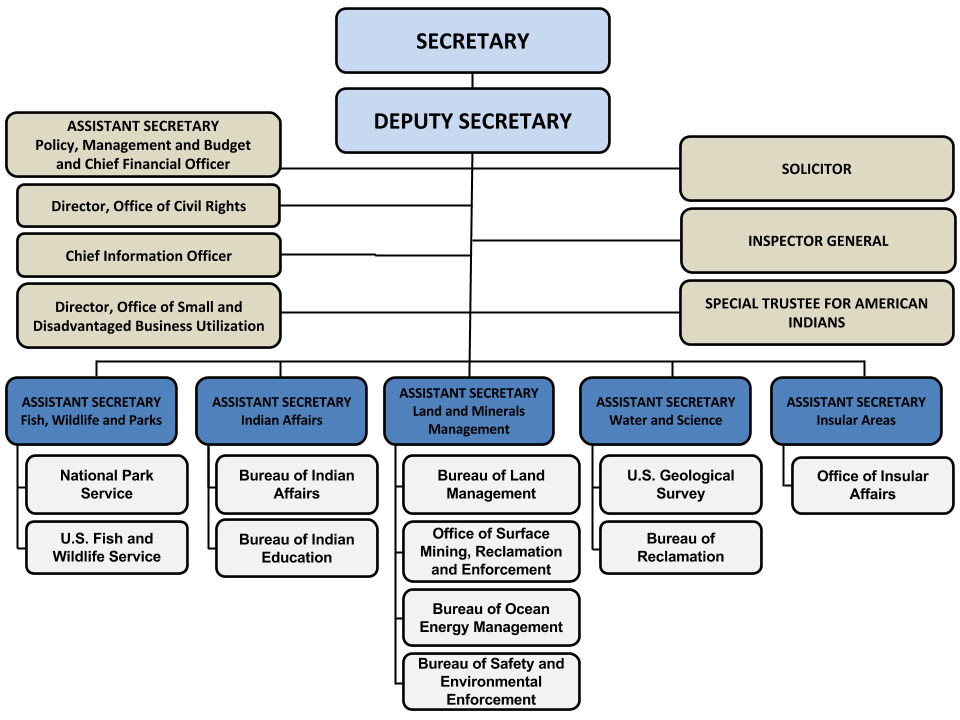 SECRETARY
DEPUTY SECRETARY
ASSISTANT SECRETARY
Policy, Management and Budget
and Chief Financial Officer
Director, Office of Civil Rights
Chief Information Officer
Director, Office of Small and
Disadvantaged Business Utilization
SOLICITOR
INSPECTOR GENERAL
SPECIAL TRUSTEE FOR AMERICAN
INDIANS
ASSISTANT SECRETARY
Fish, Wildlife and Parks
National Park
Service
U.S. Fish and
Wildlife Service
ASSISTANT SECRETARY
Indian Affairs
Bureau of Indian
Affairs
Bureau of Indian
Education
ASSISTANT SECRETARY
Land and Minerals
Management
Bureau of Land
Management
Office of Surface
Mining, Reclamation
and Enforcement
Bureau of Ocean
Energy Management
Bureau of Safety and
Environmental
Enforcement
ASSISTANT SECRETARY
Water and Science
U.S. Geological
Survey
Bureau of
Reclamation
ASSISTANT SECRETARY
Insular Areas
Office of Insular
Affairs